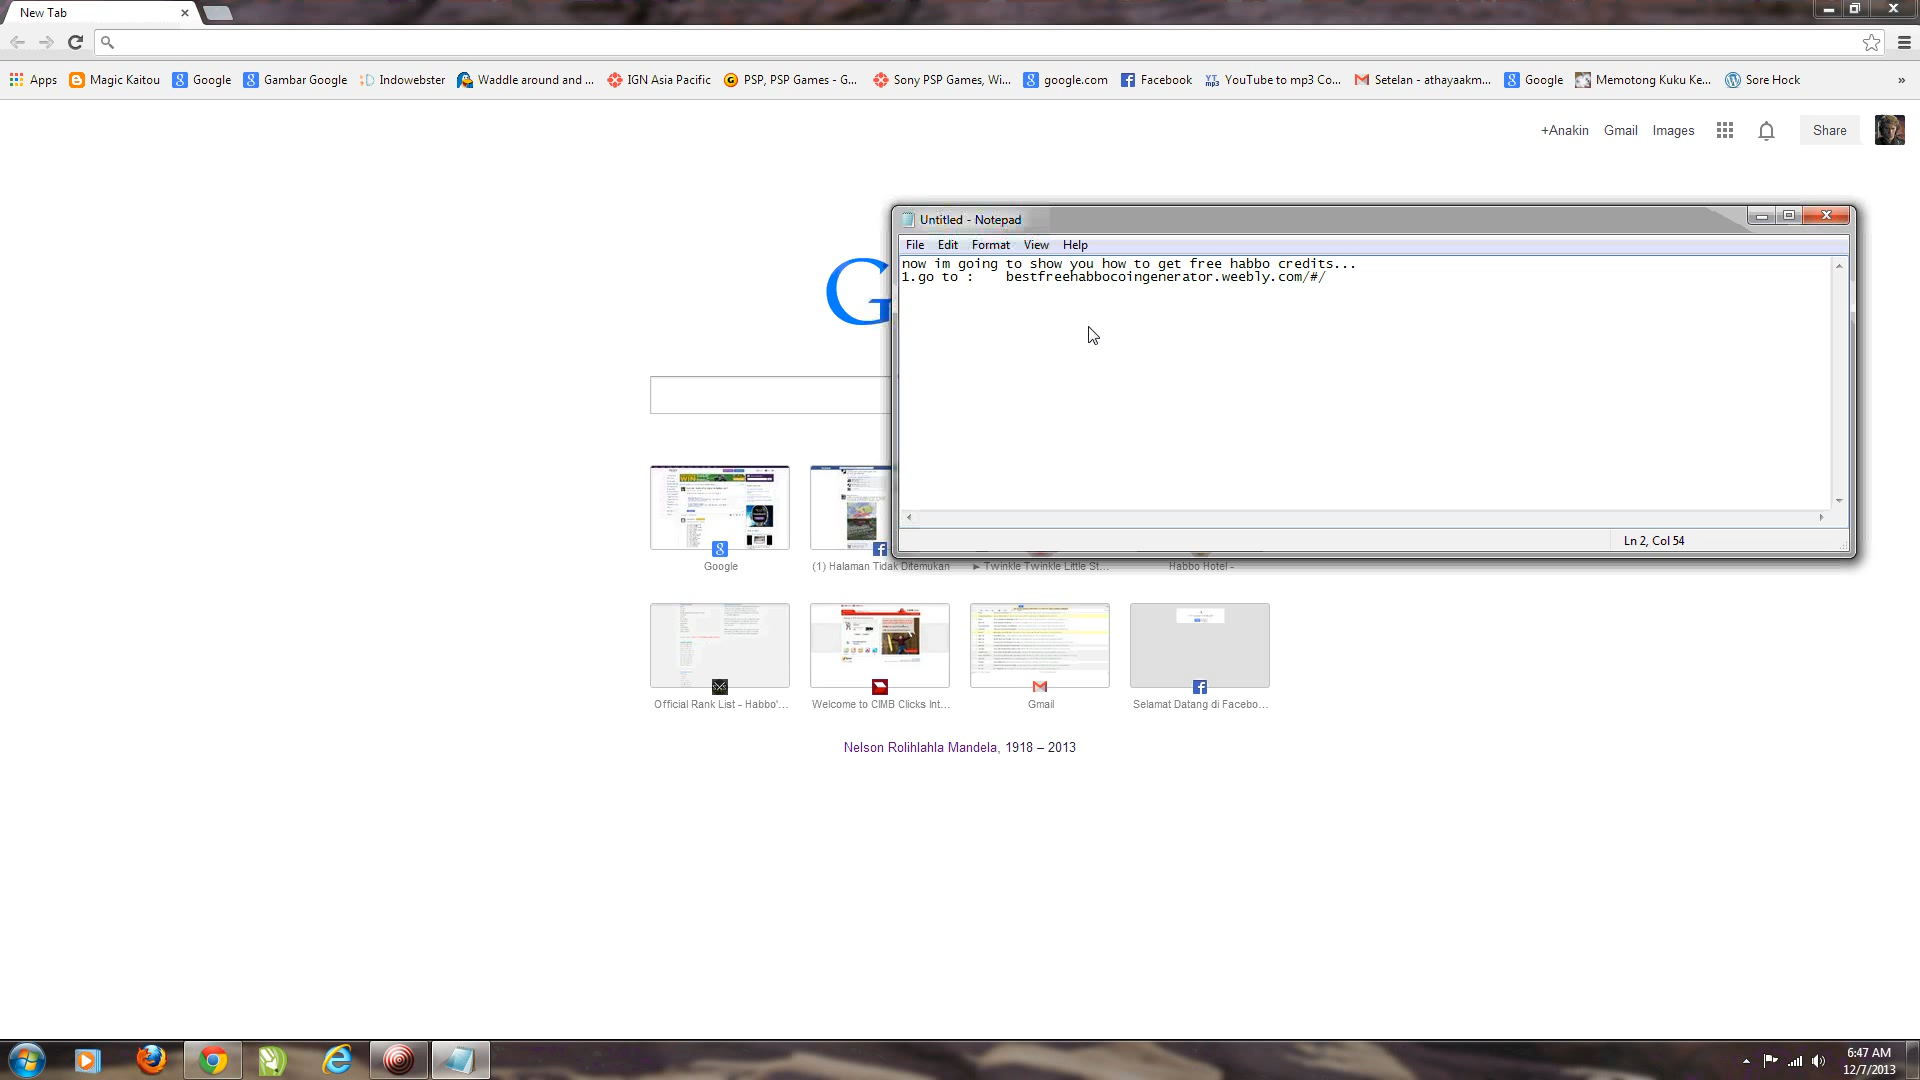 New Tab
Apps Magic Kaitou Google Gambar Google Indowebster Waddle around and ... IGN Asia Pacific PSP, PSP Games - G... Sony PSP Games, Wi... google.com Facebook YouTube to mp3 Co... Setelan - athayaakm... Google Memotong Kuku Ke... Sore Hock »
+Anakin Gmail Images Share
Untitled - Notepad
File Edit Format View Help
now im going to show you how to get free habbo credits...
1.go to :    bestfreehabbocoingenerator.weebly.com/#/
Ln 2, Col 54
G
Google (1) Halaman Tidak Ditemukan ► Twinkle Twinkle Little St... Habbo Hotel -
Official Rank List - Habbo'... Welcome to CIMB Clicks Int... Gmail Selamat Datang di Facebo...
Nelson Rolihlahla Mandela, 1918 – 2013
6:47 AM
12/7/2013